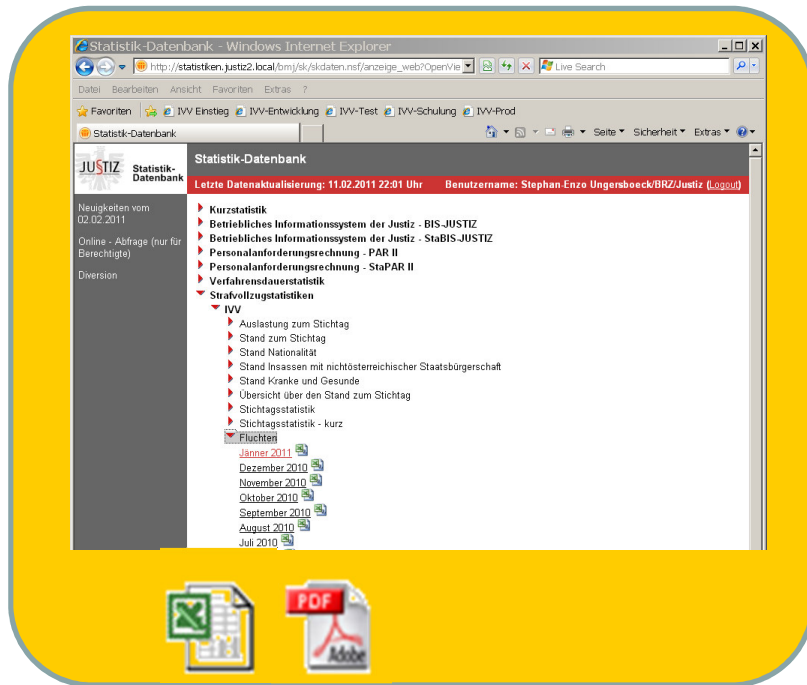 Statistik-Datenbank - Windows Internet Explorer
http://statistiken.justiz2.local/bmj/sk/skdaten.nsf/anzeige_web?OpenVie
Live Search
Datei Bearbeiten Ansicht Favoriten Extras ?
Favoriten IVV Einstieg IVV-Entwicklung IVV-Test IVV-Schulung IVV-Prod
Statistik-Datenbank
Seite Sicherheit Extras
JUSTIZ Statistik-
Datenbank
Statistik-Datenbank
Letzte Datenaktualisierung: 11.02.2011 22:01 Uhr Benutzername: Stephan-Enzo Ungersboeck/BRZ/Justiz (Logout)
Neuigkeiten vom
02.02.2011
Online - Abfrage (nur für
Berechtigte)
Diversion
Kurzstatistik
Betriebliches Informationssystem der Justiz - BIS-JUSTIZ
Betriebliches Informationssystem der Justiz - StaBIS-JUSTIZ
Personalanforderungsrechnung - PAR II
Personalanforderungsrechnung - StaPAR II
Verfahrensdauerstatistik
Strafvollzugstatistiken
IVV
Auslastung zum Stichtag
Stand zum Stichtag
Stand Nationalität
Stand Insassen mit nichtösterreichischer Staatsbürgerschaft
Stand Kranke und Gesunde
Übersicht über den Stand zum Stichtag
Stichtagsstatistik
Stichtagsstatistik - kurz
Fluchten
Jänner 2011
Dezember 2010
November 2010
Oktober 2010
September 2010
August 2010
Juli 2010
PDF
Adobe